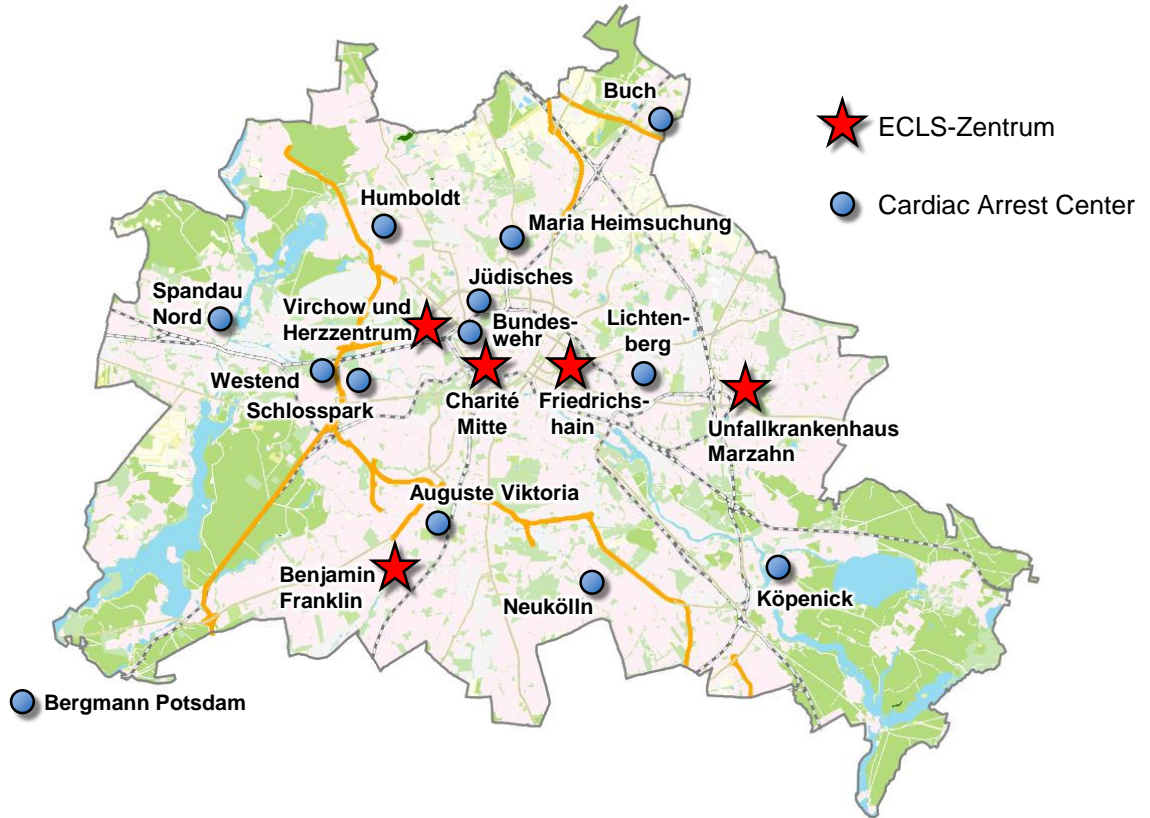 Buch
ECLS-Zentrum
Humboldt
Cardiac Arrest Center
Maria Heimsuchung
Jüdisches
Spandau
Nord
Virchow und
Herzzentrum
Bundes-
wehr
Lichten-
berg
Westend
Schlosspark
Charité
Mitte
Friedrichs-
hain
Unfallkrankenhaus
Marzahn
Auguste Viktoria
Benjamin
Franklin
Neukölln
Köpenick
Bergmann Potsdam